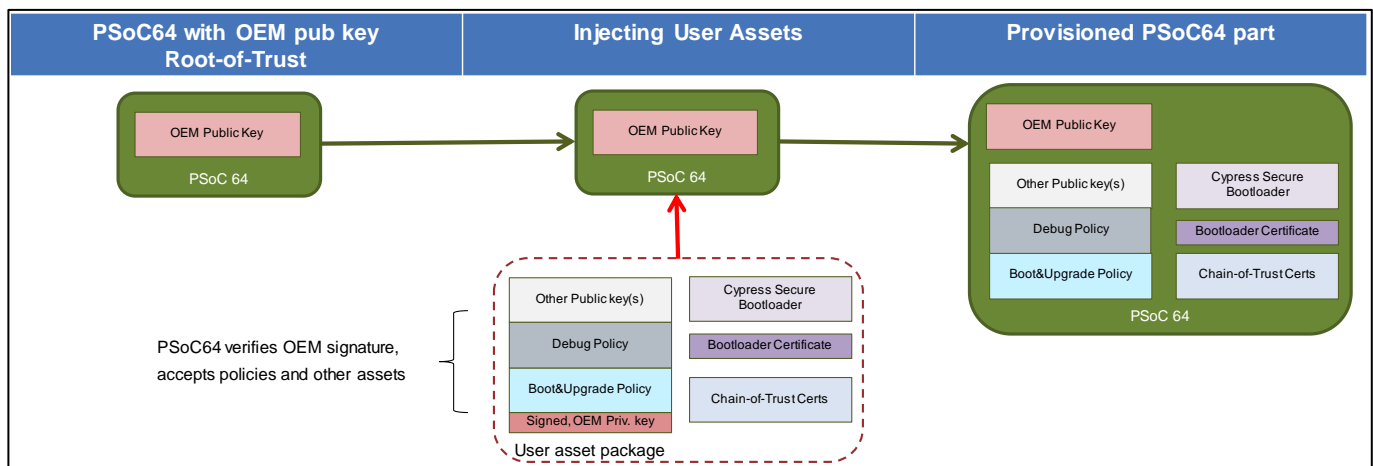 PSoC64 with OEM pub key
Root-of-Trust
Injecting User Assets
Provisioned PSoC64 part
OEM Public Key
PSoC 64
OEM Public Key
PSoC 64
OEM Public Key
Other Public key(s)
Debug Policy
Boot&Upgrade Policy
Cypress Secure
Bootloader
Bootloader Certificate
Chain-of-Trust Certs
PSoC 64
PSoC64 verifies OEM signature,
accepts policies and other assets
Other Public key(s)
Debug Policy
Boot&Upgrade Policy
Signed, OEM Priv. key
Cypress Secure
Bootloader
Bootloader Certificate
Chain-of-Trust Certs
User asset package